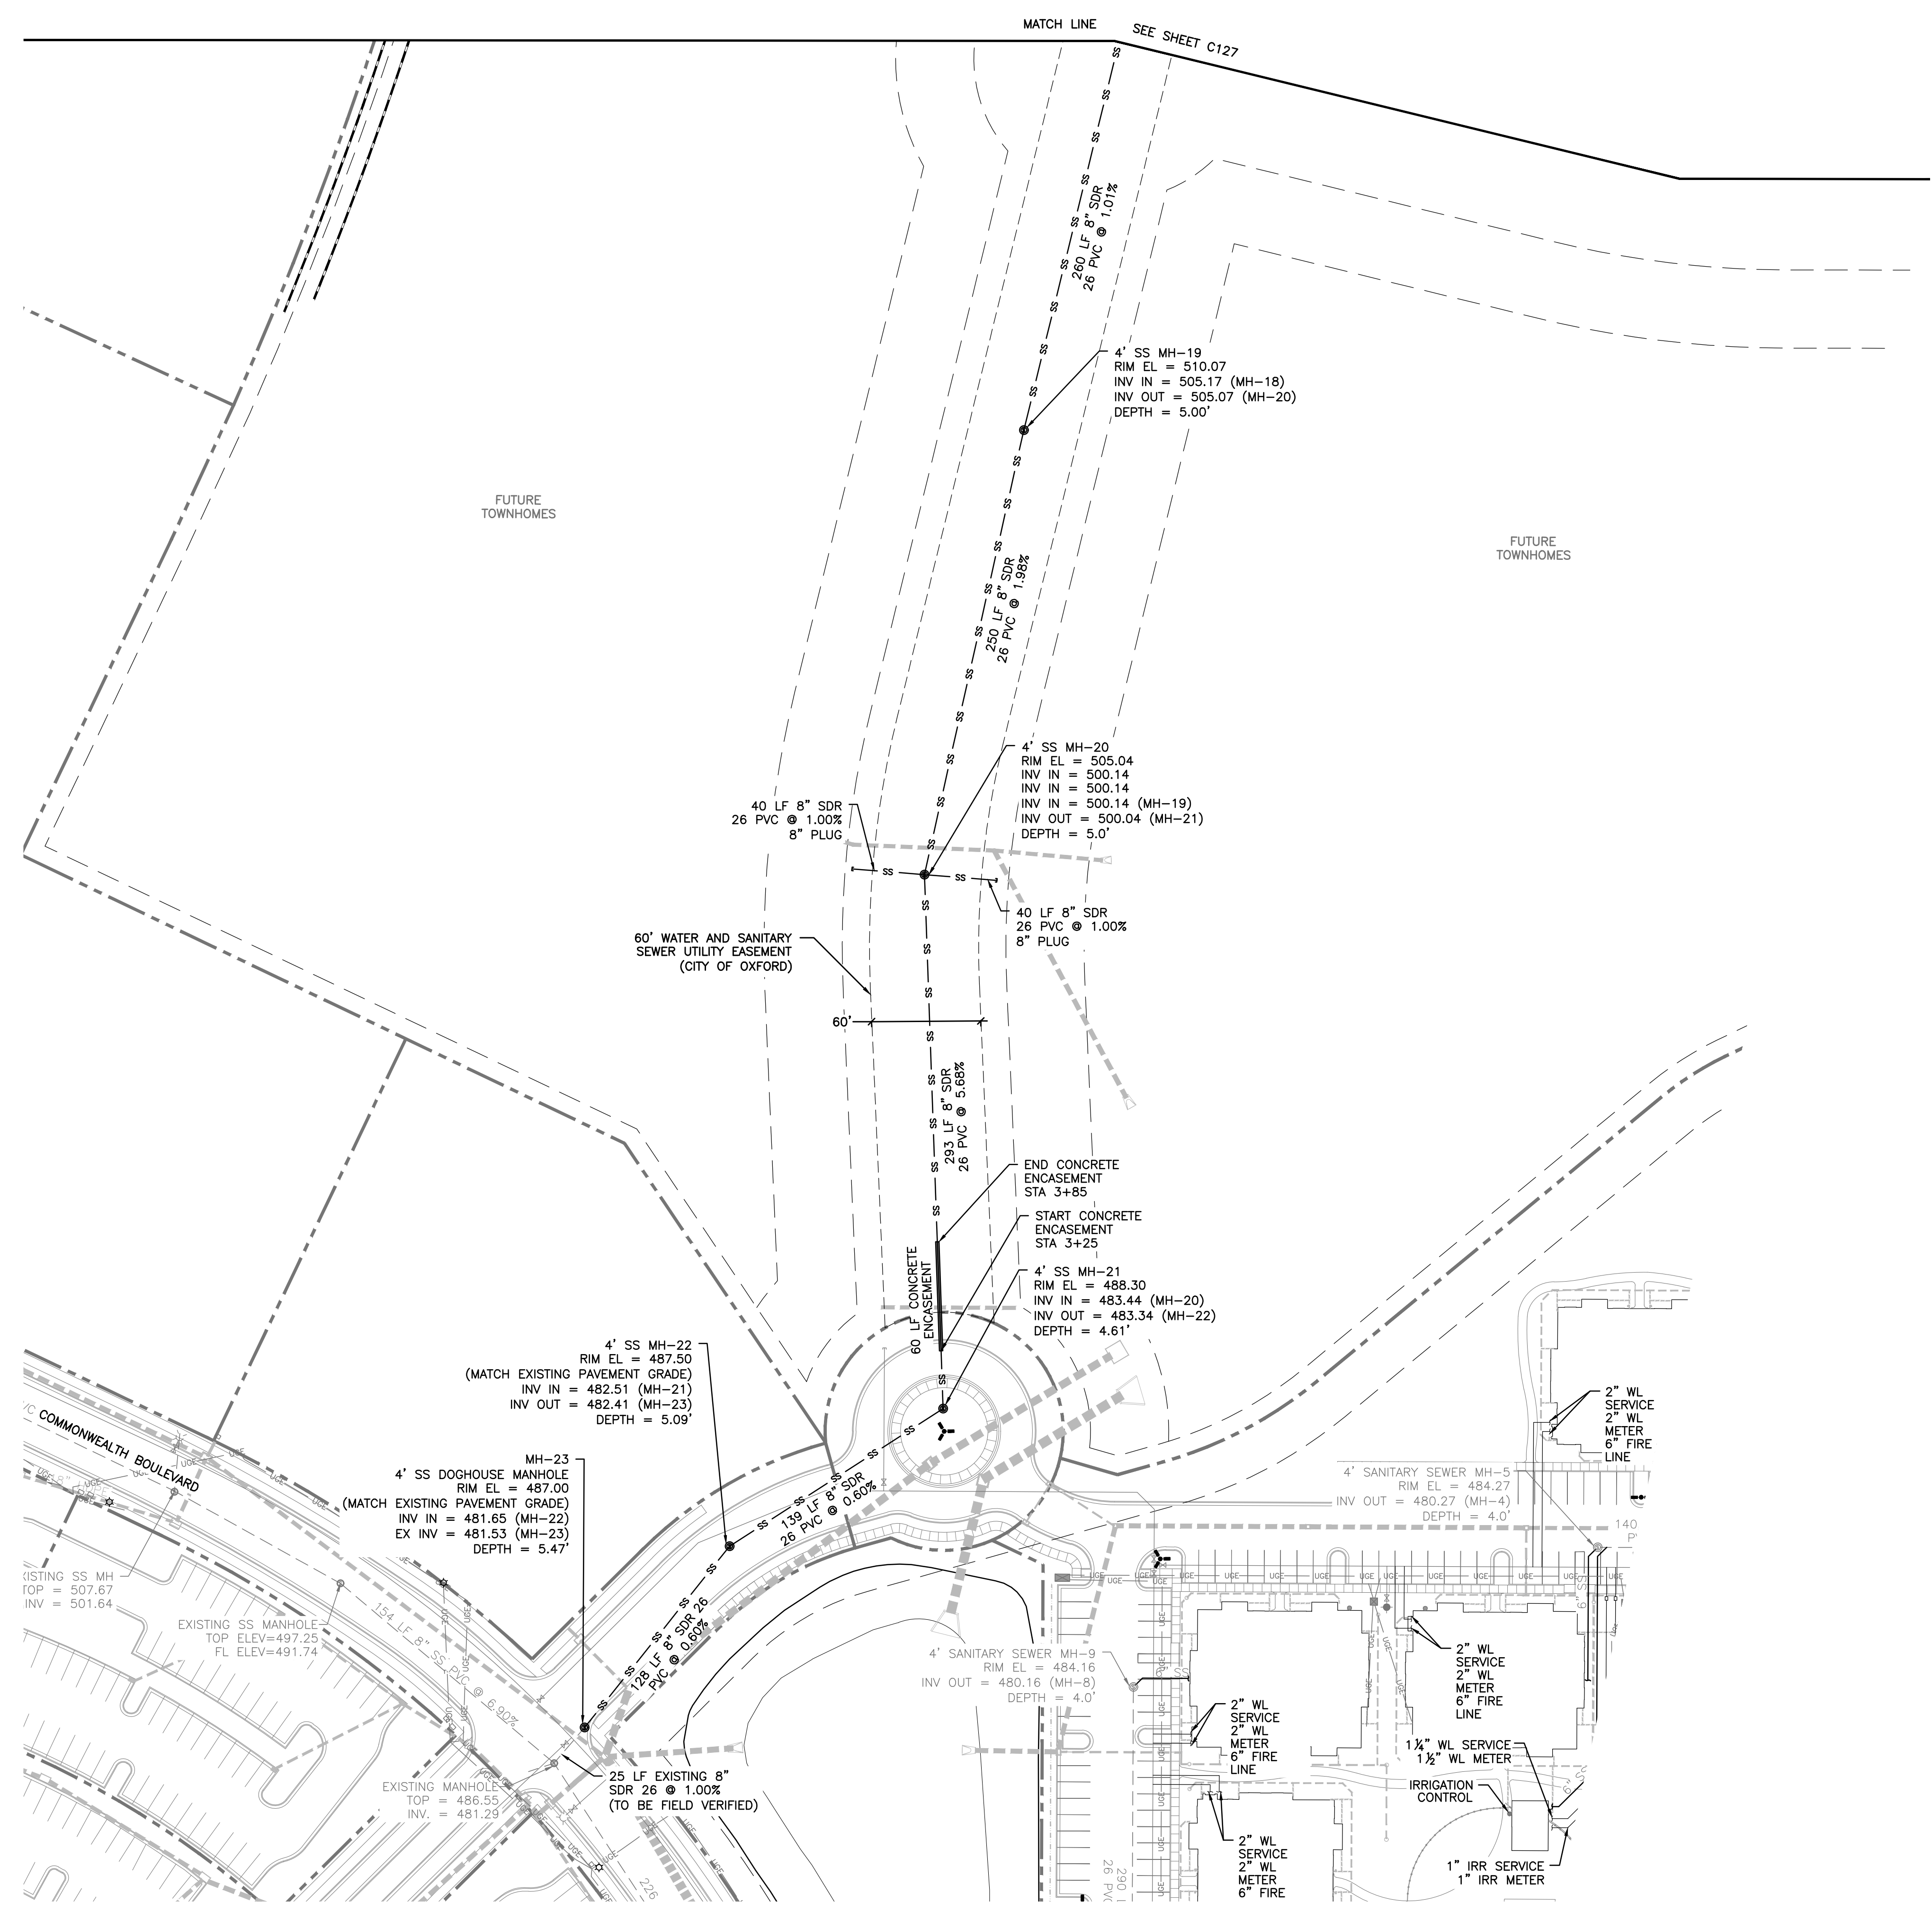 MATCH LINE
SEE SHEET C127
260 LF 8" SDR
26 PVC @ 1.01%
4' SS MH-19
RIM EL = 510.07
INV IN = 505.17 (MH-18)
INV OUT = 505.07 (MH-20)
DEPTH = 5.00'
FUTURE
TOWNHOMES
FUTURE
TOWNHOMES
250 LF 8" SDR
26 PVC @ 1.98%
4' SS MH-20
RIM EL = 505.04
INV IN = 500.14
INV IN = 500.14
INV IN = 500.14 (MH-19)
INV OUT = 500.04 (MH-21)
DEPTH = 5.0'
40 LF 8" SDR
26 PVC @ 1.00%
8" PLUG
SS
SS
40 LF 8" SDR
26 PVC @ 1.00%
8" PLUG
60' WATER AND SANITARY
SEWER UTILITY EASEMENT
(CITY OF OXFORD)
60'
293 LF 8" SDR
26 PVC @ 5.68%
END CONCRETE
ENCASEMENT
STA 3+85
START CONCRETE
ENCASEMENT
STA 3+25
60 LF CONCRETE
ENCASEMENT
4' SS MH-21
RIM EL = 488.30
INV IN = 483.44 (MH-20)
INV OUT = 483.34 (MH-22)
DEPTH = 4.61'
4' SS MH-22
RIM EL = 487.50
(MATCH EXISTING PAVEMENT GRADE)
INV IN = 482.51 (MH-21)
INV OUT = 482.41 (MH-23)
DEPTH = 5.09'
139 LF 8" SDR
26 PVC @ 0.60%
MH-23
4' SS DOGHOUSE MANHOLE
RIM EL = 487.00
(MATCH EXISTING PAVEMENT GRADE)
INV IN = 481.65 (MH-22)
EX INV = 481.53 (MH-23)
DEPTH = 5.47'
128 LF 8" SDR 26
PVC @ 0.60%
COMMONWEALTH BOULEVARD
XISTING SS MH
TOP = 507.67
INV = 501.64
EXISTING SS MANHOLE
TOP ELEV=497.25
FL ELEV=491.74
154 LF 8" SS PVC @ 6.90%
EXISTING MANHOLE
TOP = 486.55
INV. = 481.29
25 LF EXISTING 8"
SDR 26 @ 1.00%
(TO BE FIELD VERIFIED)
226
4' SANITARY SEWER MH-5
RIM EL = 484.27
INV OUT = 480.27 (MH-4)
DEPTH = 4.0'
140
2" WL
SERVICE
2" WL
METER
6" FIRE
LINE
4' SANITARY SEWER MH-9
RIM EL = 484.16
INV OUT = 480.16 (MH-8)
DEPTH = 4.0'
UGE
UGE
UGE
UGE
2" WL
SERVICE
2" WL
METER
6" FIRE
LINE
2" WL
SERVICE
2" WL
METER
6" FIRE
LINE
1¼" WL SERVICE
1½" WL METER
IRRIGATION
CONTROL
1" IRR SERVICE
1" IRR METER
2" WL
SERVICE
2" WL
METER
6" FIRE
290
26 PVC